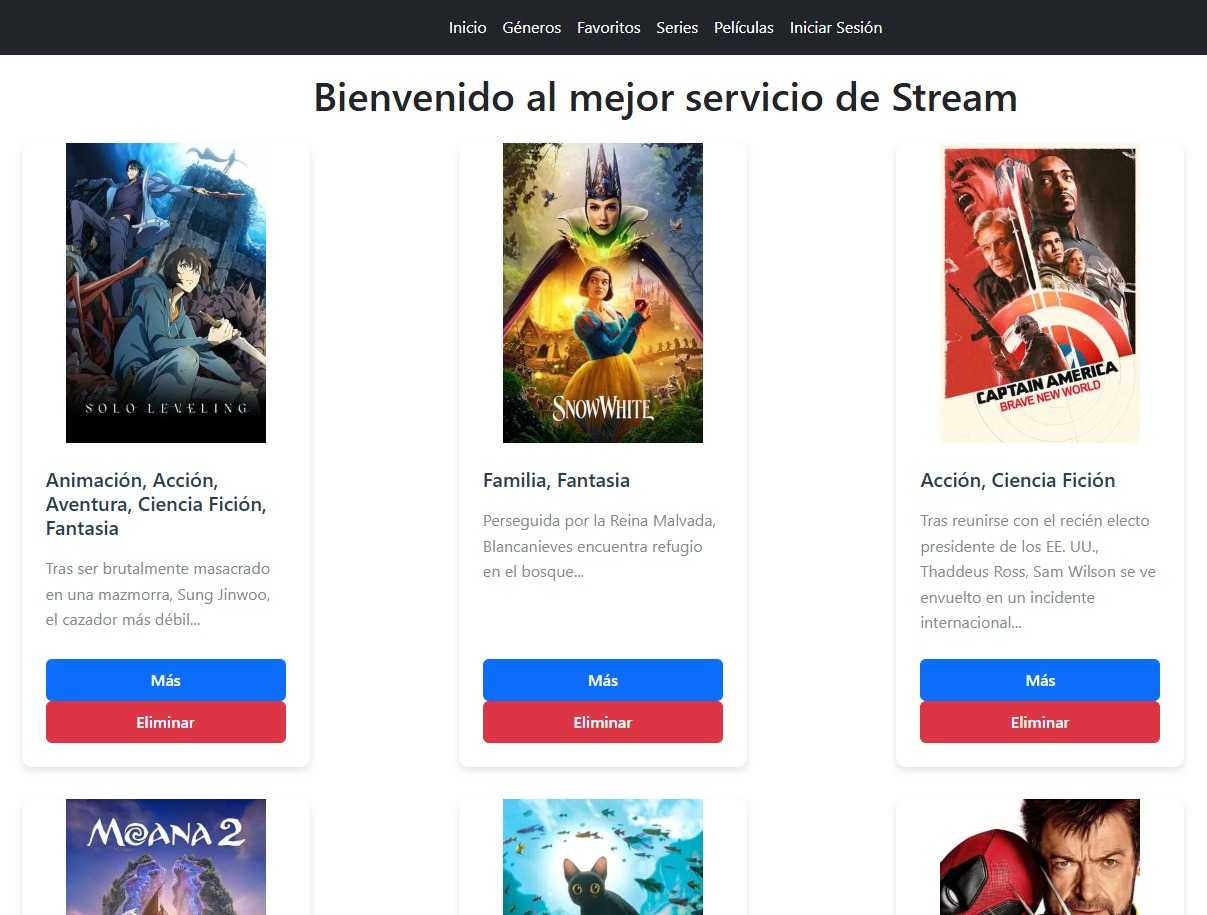 Inicio Géneros Favoritos Series Películas Iniciar Sesión
Bienvenido al mejor servicio de Stream
SOLO LEVELING
Animación, Acción,
Aventura, Ciencia Fición,
Fantasia
Tras ser brutalmente masacrado
en una mazmorra, Sung Jinwoo,
el cazador más débil...
Más
Eliminar
SNOW WHITE
Familia, Fantasia
Perseguida por la Reina Malvada,
Blancanieves encuentra refugio
en el bosque...
Más
Eliminar
CAPTAIN AMERICA
BRAVE NEW WORLD
Acción, Ciencia Fición
Tras reunirse con el recién electo
presidente de los EE. UU.,
Thaddeus Ross, Sam Wilson se ve
envuelto en un incidente
internacional...
Más
Eliminar
MOANA 2